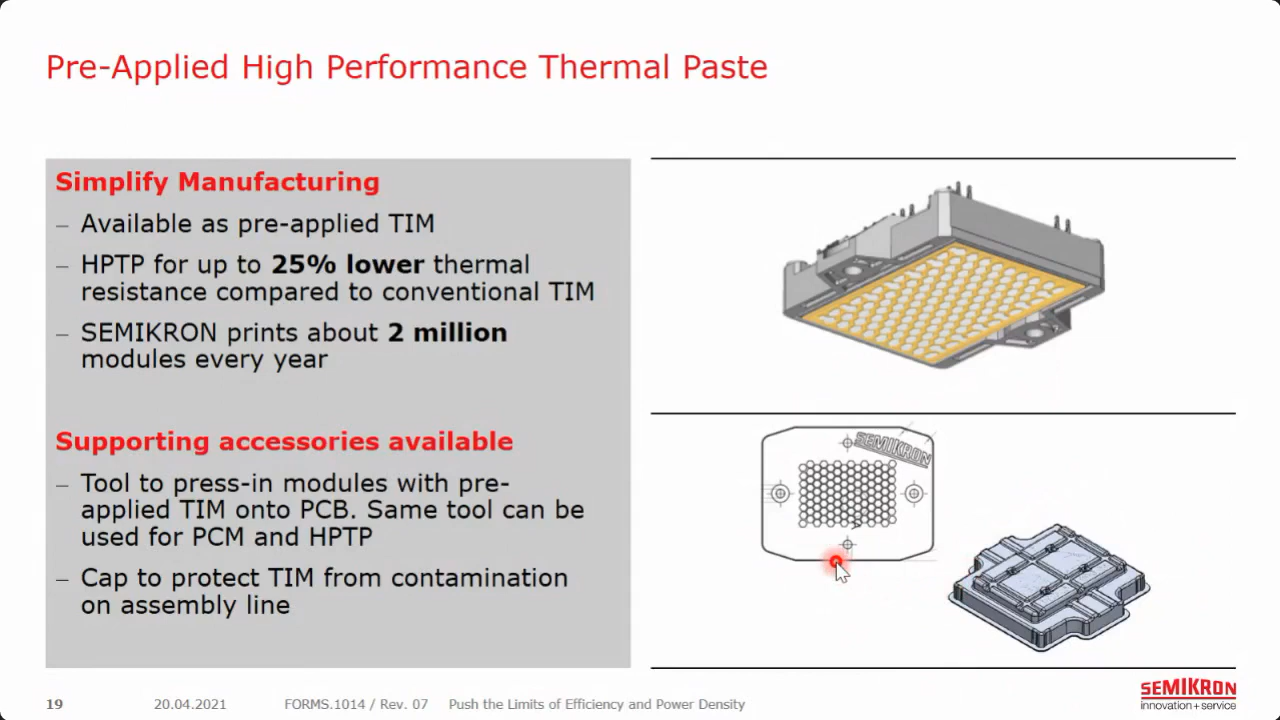 Pre-Applied High Performance Thermal Paste
Simplify Manufacturing
– Available as pre-applied TIM
– HPTP for up to 25% lower thermal
resistance compared to conventional TIM
– SEMIKRON prints about 2 million
modules every year
Supporting accessories available
– Tool to press-in modules with pre-
applied TIM onto PCB. Same tool can be
used for PCM and HPTP
– Cap to protect TIM from contamination
on assembly line
SEMIKRON
19 20.04.2021 FORMS.1014 / Rev. 07 Push the Limits of Efficiency and Power Density
SEMIKRON
innovation+service